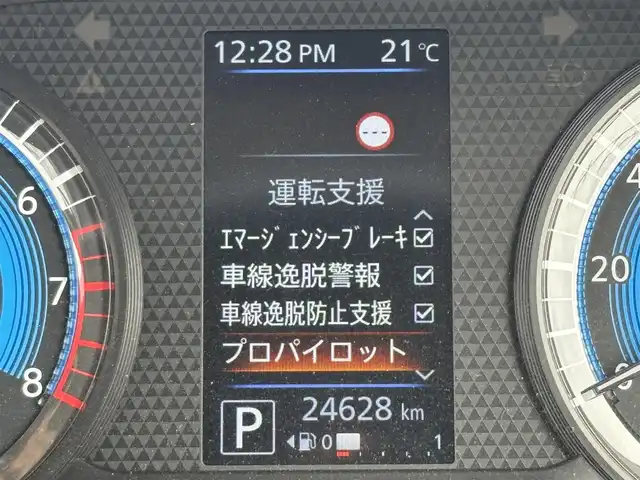 12:28 PM 21℃
---
運転支援
ｴﾏｰｼﾞｪﾝｼｰﾌﾞﾚｰｷ
車線逸脱警報
車線逸脱防止支援
プロパイロット
P 24628 km
0 1
6
7
8
4
20
0